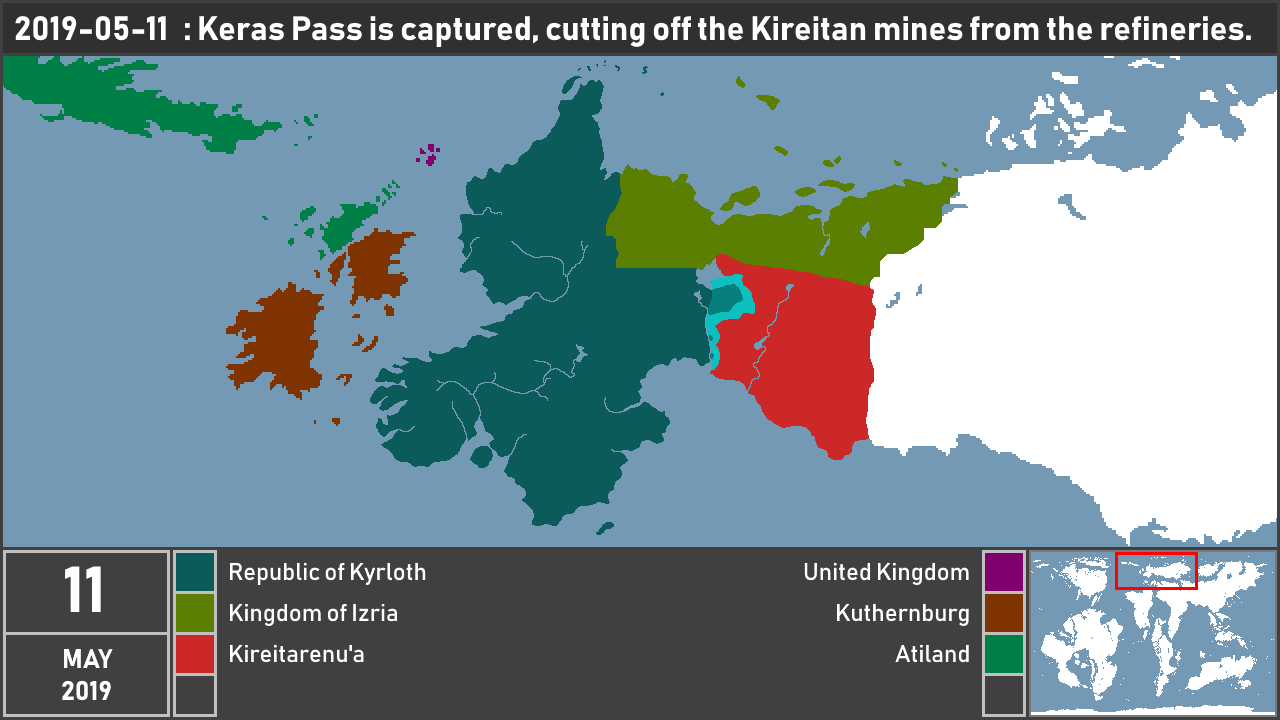 2019-05-11 : Keras Pass is captured, cutting off the Kireitan mines from the refineries.
11
MAY
2019
Republic of Kyrloth
Kingdom of Izria
Kireitarenu'a
United Kingdom
Kuthernburg
Atiland